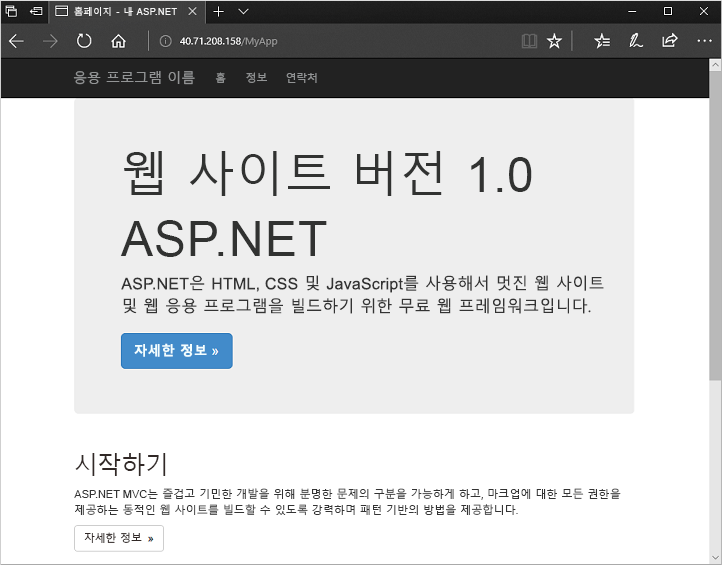 홈페이지 - 내 ASP.NET
40.71.208.158/MyApp
응용 프로그램 이름 홈 정보 연락처
웹 사이트 버전 1.0
ASP.NET
ASP.NET은 HTML, CSS 및 JavaScript를 사용해서 멋진 웹 사이트
및 웹 응용 프로그램을 빌드하기 위한 무료 웹 프레임워크입니다.
자세한 정보 »
시작하기
ASP.NET MVC는 즐겁고 기민한 개발을 위해 분명한 문제의 구분을 가능하게 하고, 마크업에 대한 모든 권한을
제공하는 동적인 웹 사이트를 빌드할 수 있도록 강력하며 패턴 기반의 방법을 제공합니다.
자세한 정보 »